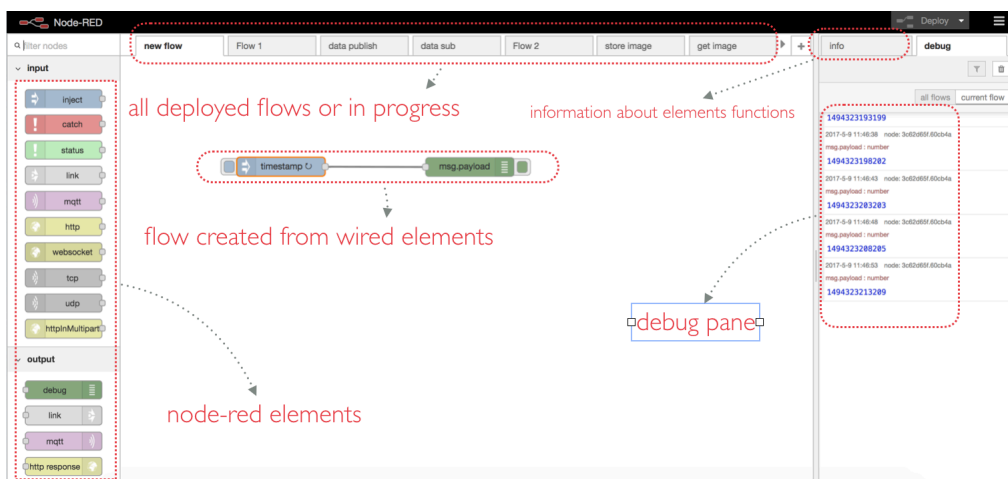 Node-RED
Deploy
filter nodes
new flow
Flow 1
data publish
data sub
Flow 2
store image
get image
+
info
debug
input
inject
catch
status
link
mqtt
http
websocket
tcp
udp
httpInMultipart
output
debug
link
mqtt
http response
all deployed flows or in progress
information about elements functions
timestamp ↻
msg.payload
flow created from wired elements
node-red elements
debug pane
all flows
current flow
1494323193199
2017-5-9 11:46:38 node: 3c62d65f.60cb4a
msg.payload : number
1494323198202
2017-5-9 11:46:43 node: 3c62d65f.60cb4a
msg.payload : number
1494323203203
2017-5-9 11:46:48 node: 3c62d65f.60cb4a
msg.payload : number
1494323208205
2017-5-9 11:46:53 node: 3c62d65f.60cb4a
msg.payload : number
1494323213209